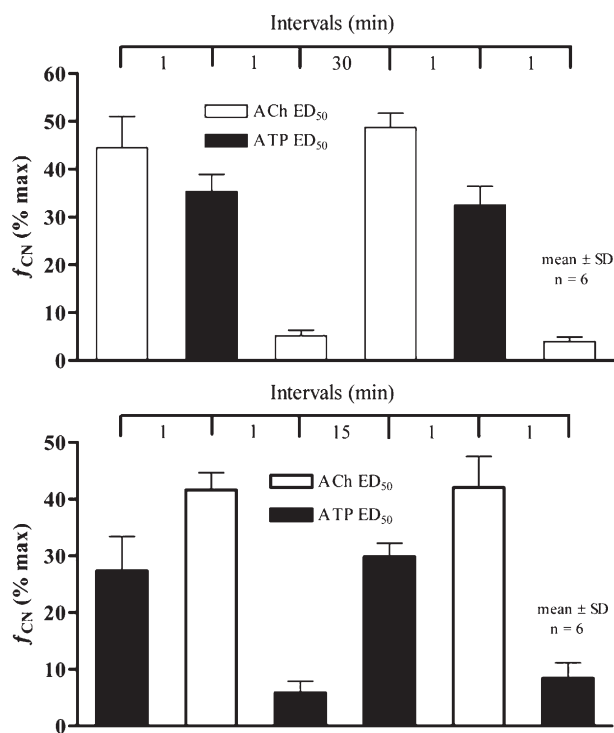 Intervals (min)
1 1 30 1 1
60
50
40
30
20
10
0
fCN (% max)
ACh ED50
ATP ED50
mean ± SD
n = 6
Intervals (min)
1 1 15 1 1
50
40
30
20
10
0
fCN (% max)
ACh ED50
ATP ED50
mean ± SD
n = 6